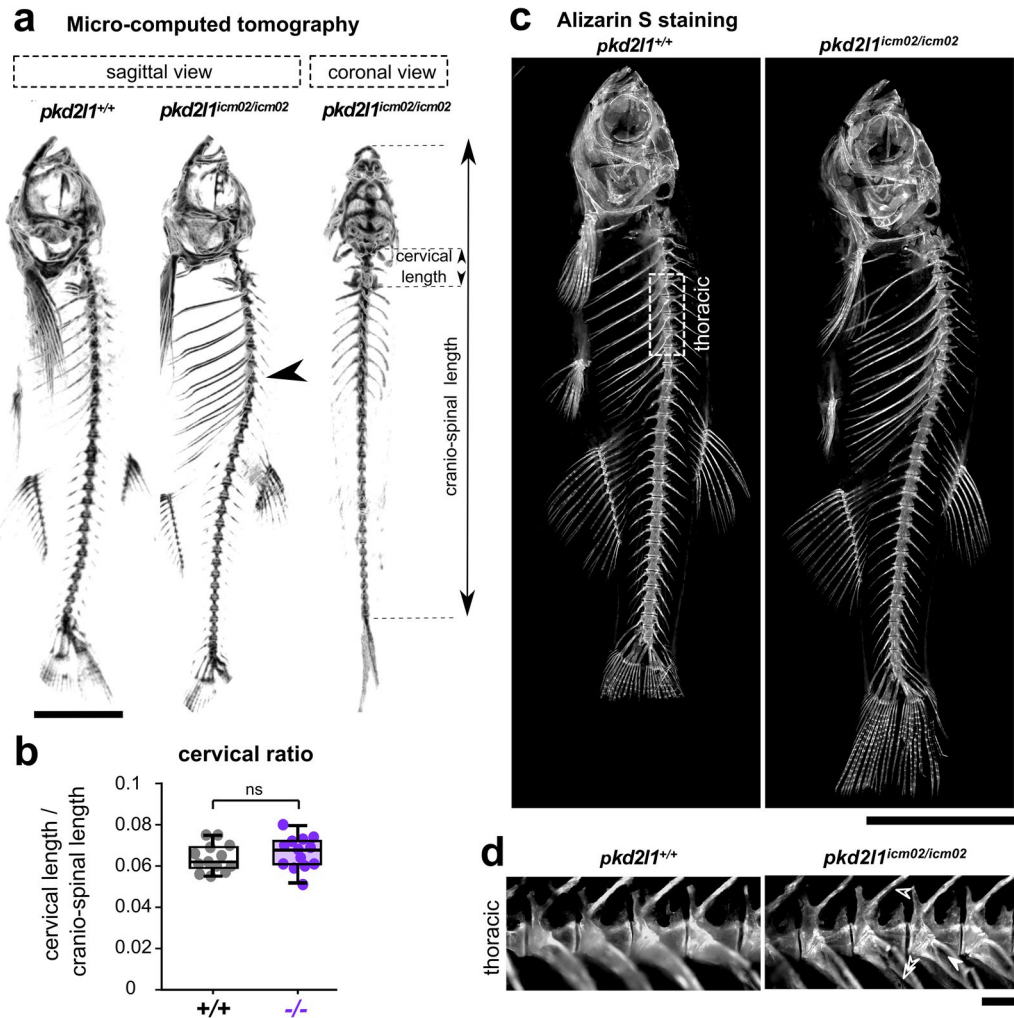 a Micro-computed tomography
sagittal view
coronal view
pkd2l1+/+
pkd2l1icm02/icm02
pkd2l1icm02/icm02
cervical
length
cranio-spinal length
b
cervical ratio
ns
0.1
0.08
0.06
0.04
0.02
0
cervical length /
cranio-spinal length
+/+
-/-
c Alizarin S staining
pkd2l1+/+
pkd2l1icm02/icm02
thoracic
d
pkd2l1+/+
pkd2l1icm02/icm02
thoracic